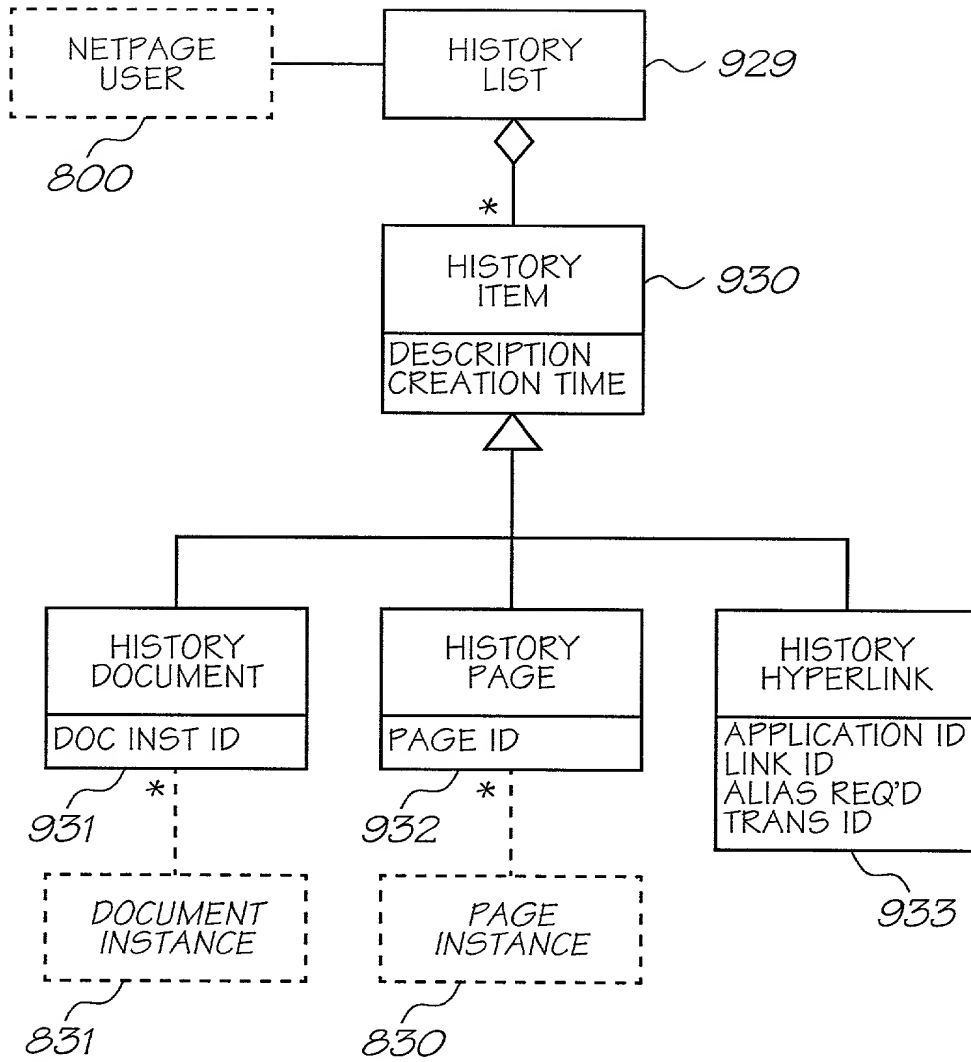 NETPAGE
USER
800
HISTORY
LIST
929
*
HISTORY
ITEM
930
DESCRIPTION
CREATION TIME
HISTORY
DOCUMENT
DOC INST ID
931
*
HISTORY
PAGE
PAGE ID
932
*
HISTORY
HYPERLINK
APPLICATION ID
LINK ID
ALIAS REQ'D
TRANS ID
933
DOCUMENT
INSTANCE
831
PAGE
INSTANCE
830